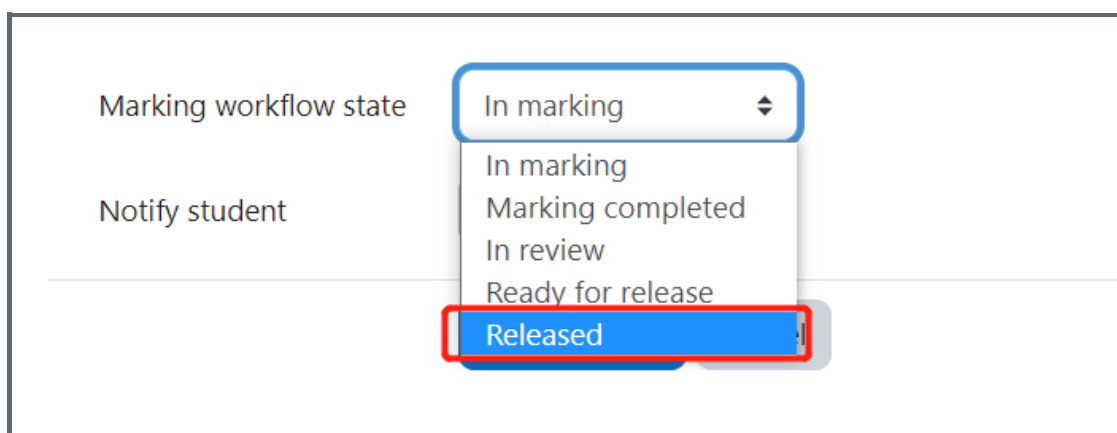 Marking workflow state
In marking
In marking
Marking completed
Notify student
In review
Ready for release
Released